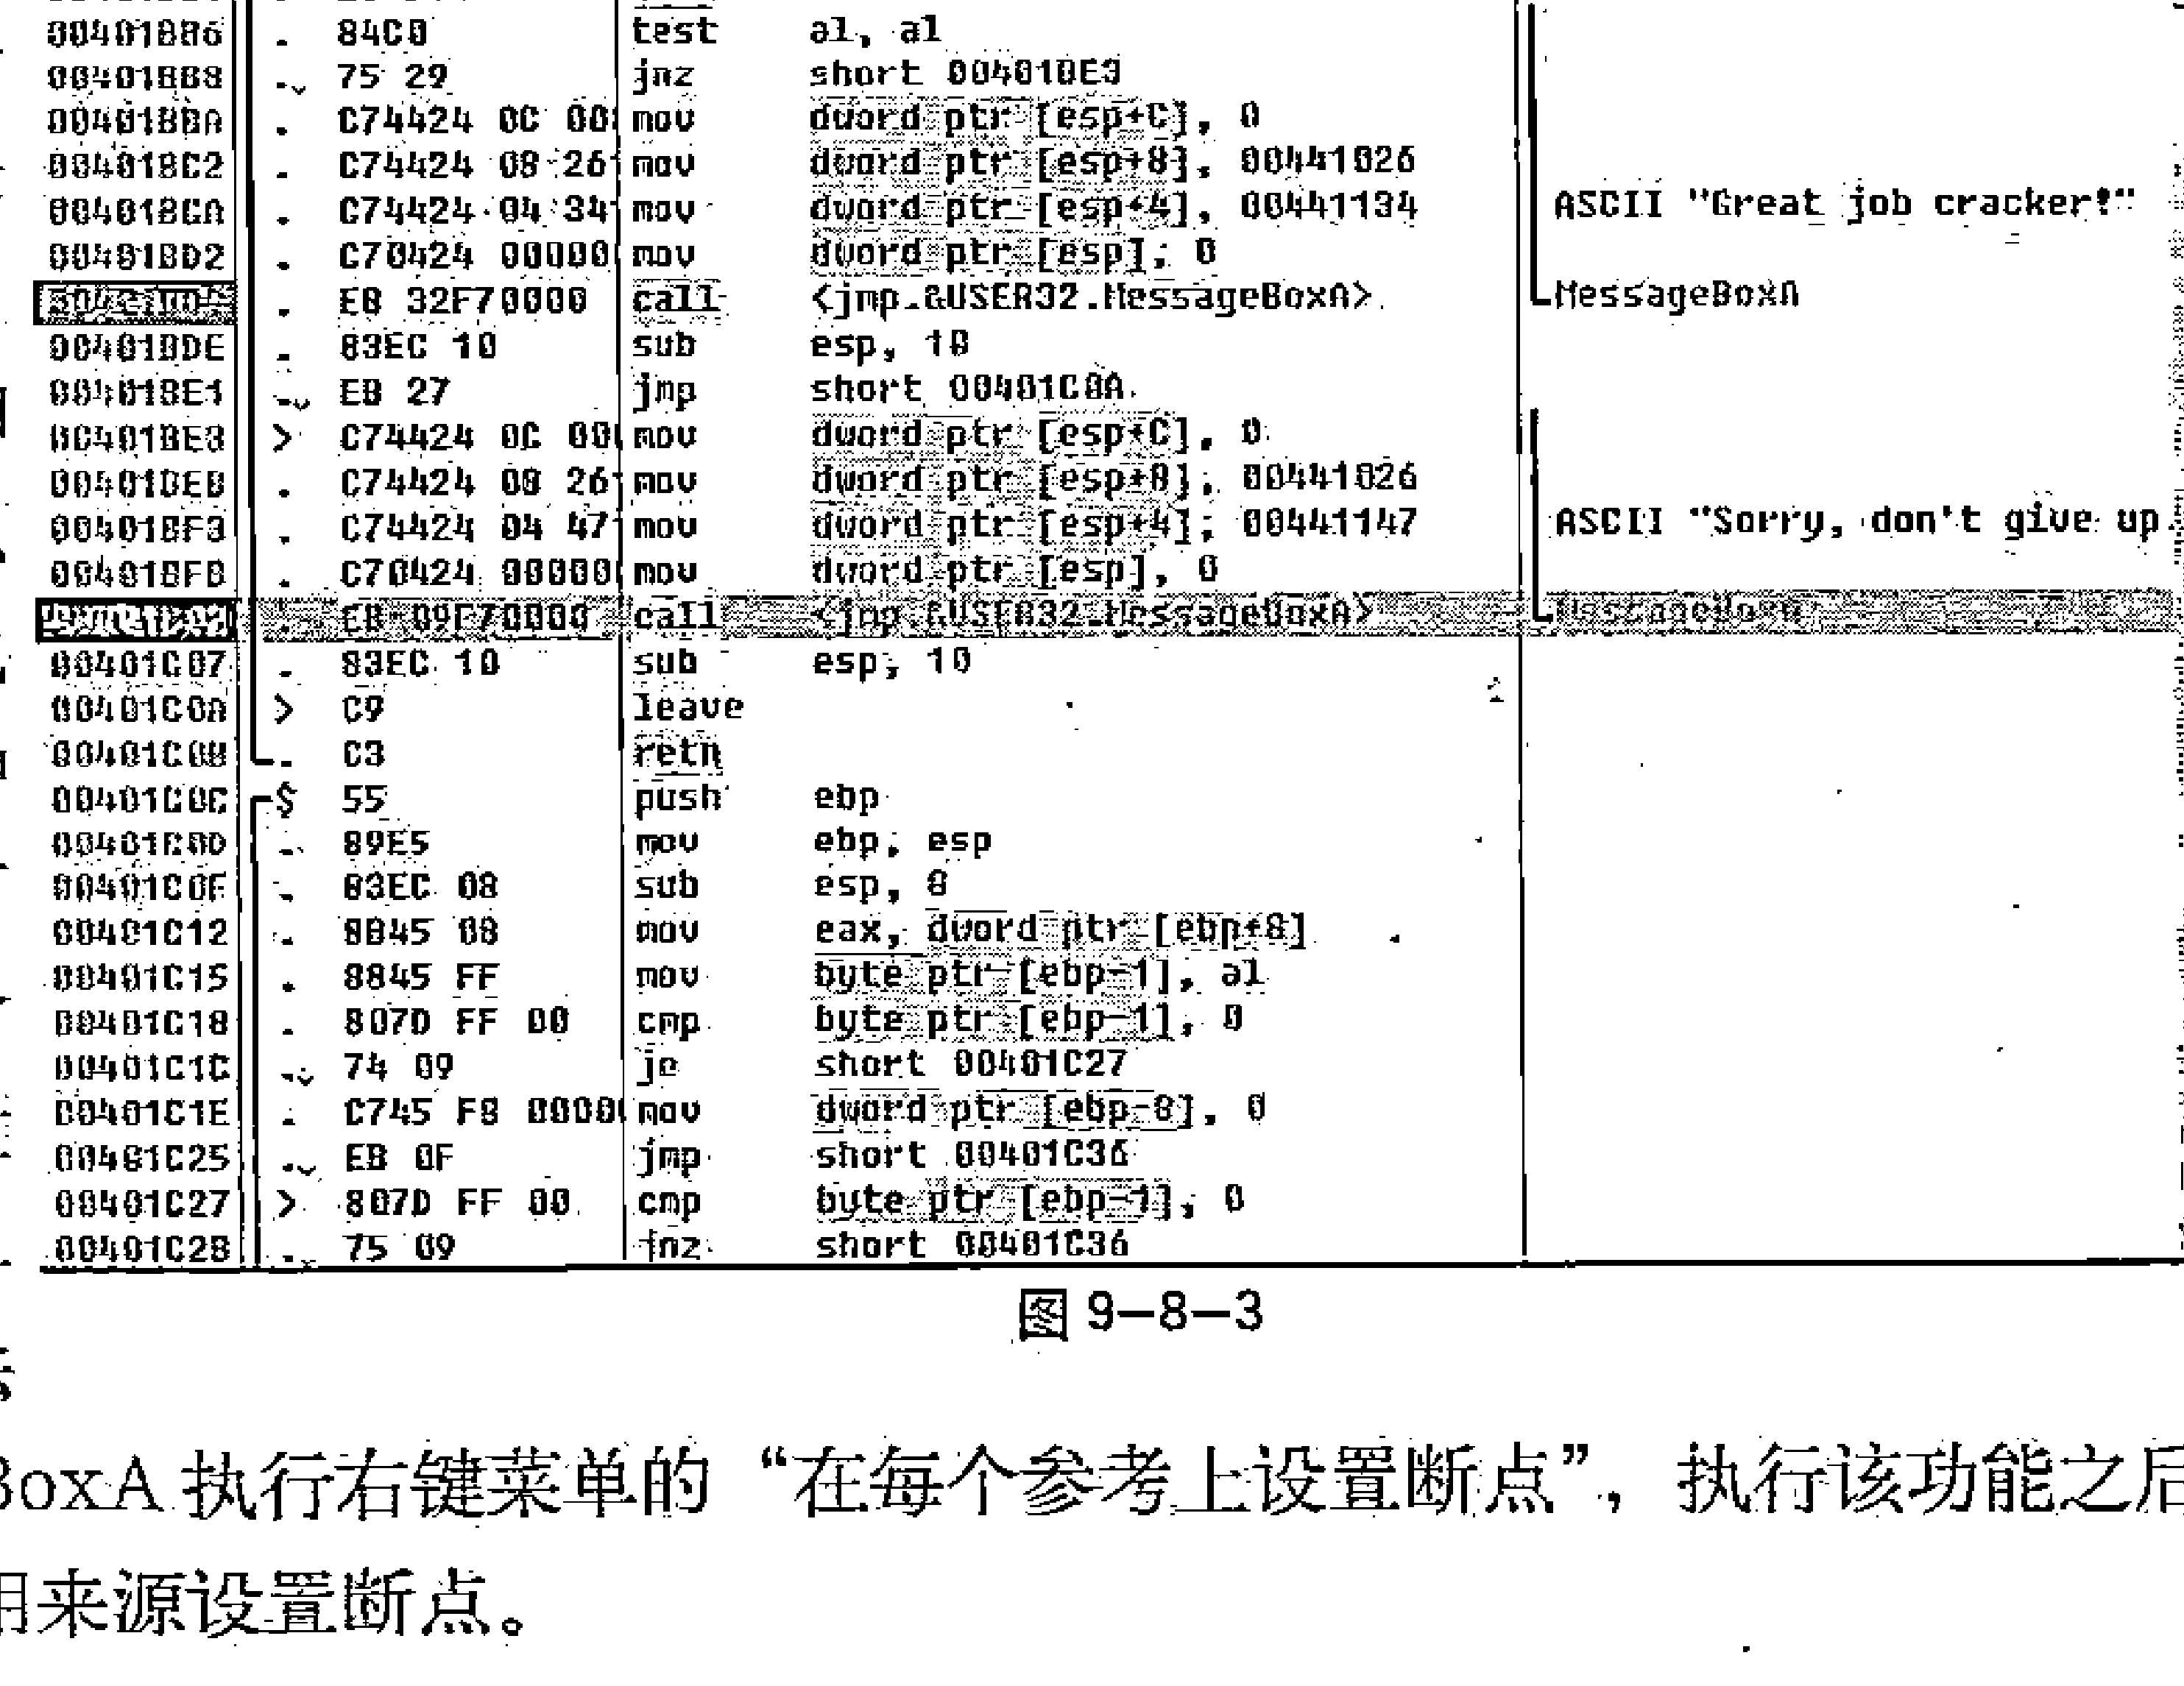 00401BB6 . 84C0 test al, al
00401BB8 . 75 29 jnz short 00401BE3
00401BBA . C74424 0C 00 mov dword ptr [esp+C], 0
00401BC2 . C74424 08 26 mov dword ptr [esp+8], 00441026
00401BCA . C74424 04 34 mov dword ptr [esp+4], 00441134 ASCII "Great job cracker!"
00401BD2 . C70424 00000 mov dword ptr [esp], 0
. E8 32F70000 call <jmp.&USER32.MessageBoxA> MessageBoxA
00401BDE . 83EC 10 sub esp, 10
00401BE1 . EB 27 jmp short 00401C0A
00401BE3 > C74424 0C 00 mov dword ptr [esp+C], 0
00401BEB . C74424 08 26 mov dword ptr [esp+8], 00441026
00401BF3 . C74424 04 47 mov dword ptr [esp+4], 00441147 ASCII "Sorry, don't give up
00401BFB . C70424 00000 mov dword ptr [esp], 0
. E8 09F70000 call <jmp.&USER32.MessageBoxA> MessageBoxA
00401C07 . 83EC 10 sub esp, 10
00401C0A > C9 leave
00401C0B . C3 retn
00401C0C $ 55 push ebp
00401C0D . 89E5 mov ebp, esp
00401C0F . 83EC 08 sub esp, 8
00401C12 . 8B45 08 mov eax, dword ptr [ebp+8]
00401C15 . 8845 FF mov byte ptr [ebp-1], al
00401C18 . 807D FF 00 cmp byte ptr [ebp-1], 0
00401C1C . 74 09 je short 00401C27
00401C1E . C745 F8 0000 mov dword ptr [ebp-8], 0
00401C25 . EB 0F jmp short 00401C36
00401C27 > 807D FF 00 cmp byte ptr [ebp-1], 0
00401C2B . 75 09 jnz short 00401C36
图 9-8-3
BoxA 执行右键菜单的“在每个参考上设置断点”，执行该功能之后
用来源设置断点。